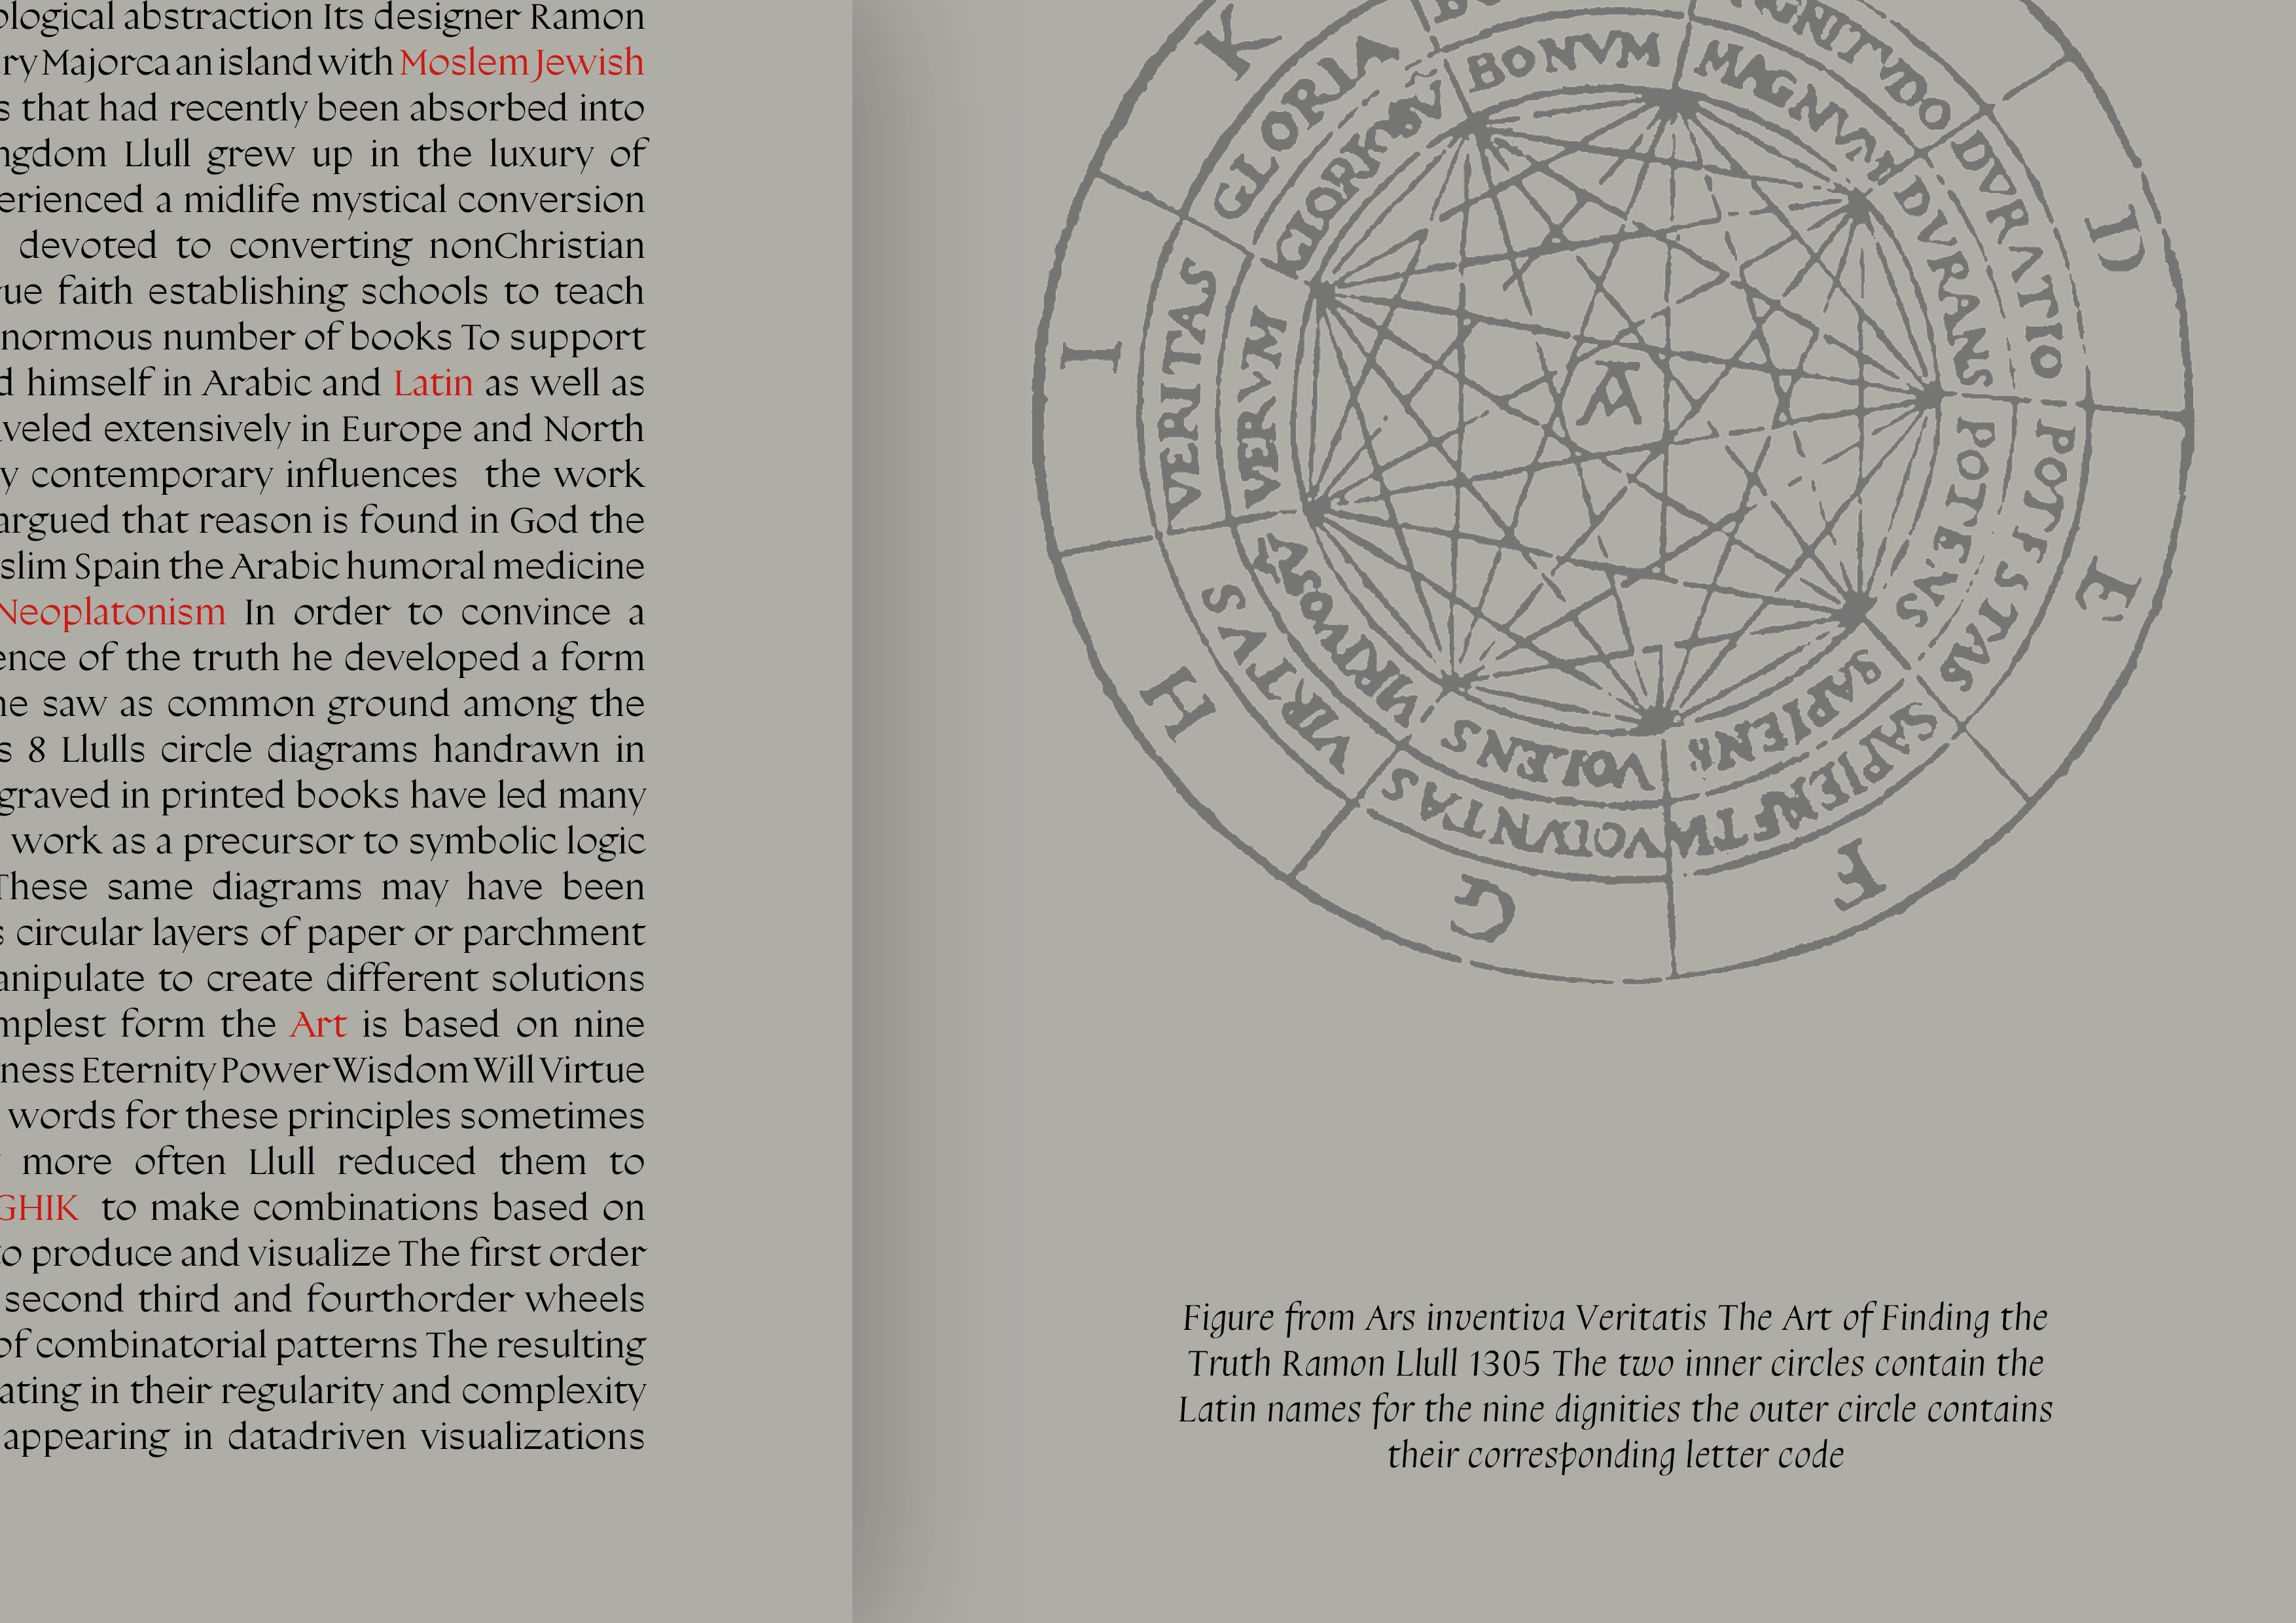 ological abstraction Its designer Ramon
ry Majorca an island with Moslem Jewish
s that had recently been absorbed into
ngdom Llull grew up in the luxury of
erienced a midlife mystical conversion
devoted to converting nonChristian
ue faith establishing schools to teach
normous number of books To support
d himself in Arabic and Latin as well as
veled extensively in Europe and North
y contemporary influences the work
argued that reason is found in God the
slim Spain the Arabic humoral medicine
Neoplatonism In order to convince a
ence of the truth he developed a form
he saw as common ground among the
s 8 Llulls circle diagrams handrawn in
graved in printed books have led many
work as a precursor to symbolic logic
These same diagrams may have been
s circular layers of paper or parchment
anipulate to create different solutions
mplest form the Art is based on nine
ness Eternity Power Wisdom Will Virtue
words for these principles sometimes
more often Llull reduced them to
GHIK to make combinations based on
to produce and visualize The first order
second third and fourthorder wheels
of combinatorial patterns The resulting
ating in their regularity and complexity
appearing in datadriven visualizations
K
D
E
F
G
H
I
GLORIA
GNITVDO
DVRATIO
POTESTAS
VOLVNTAS
VIRTVS
VERITAS
BONVM
MAGNVM
DVRANS
POTENS
SAPIENS
VOLENS
VERVM
A
Figure from Ars inventiva Veritatis The Art of Finding the
Truth Ramon Llull 1305 The two inner circles contain the
Latin names for the nine dignities the outer circle contains
their corresponding letter code